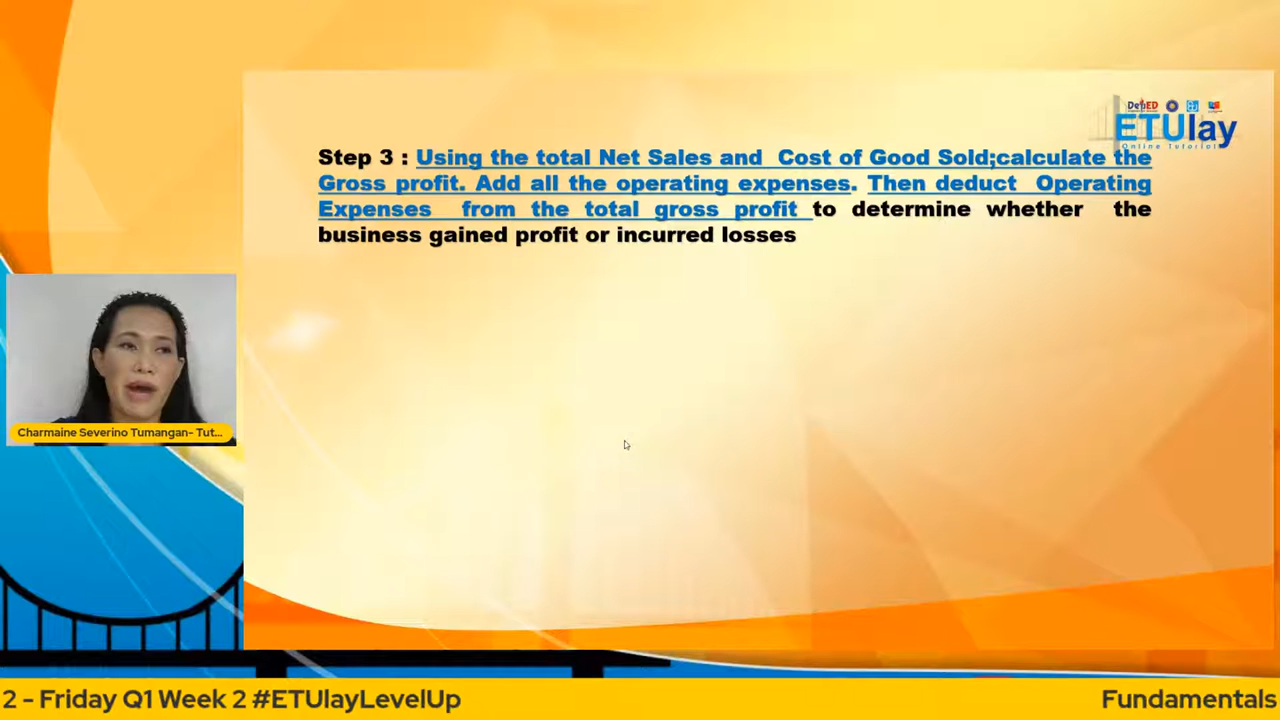 DepED
ETUlay
Online Tutorial
Step 3 : Using the total Net Sales and Cost of Good Sold;calculate the
Gross profit. Add all the operating expenses. Then deduct Operating
Expenses from the total gross profit to determine whether the
business gained profit or incurred losses
Charmaine Severino Tumangan- Tut...
2 - Friday Q1 Week 2 #ETUlayLevelUp
Fundamentals